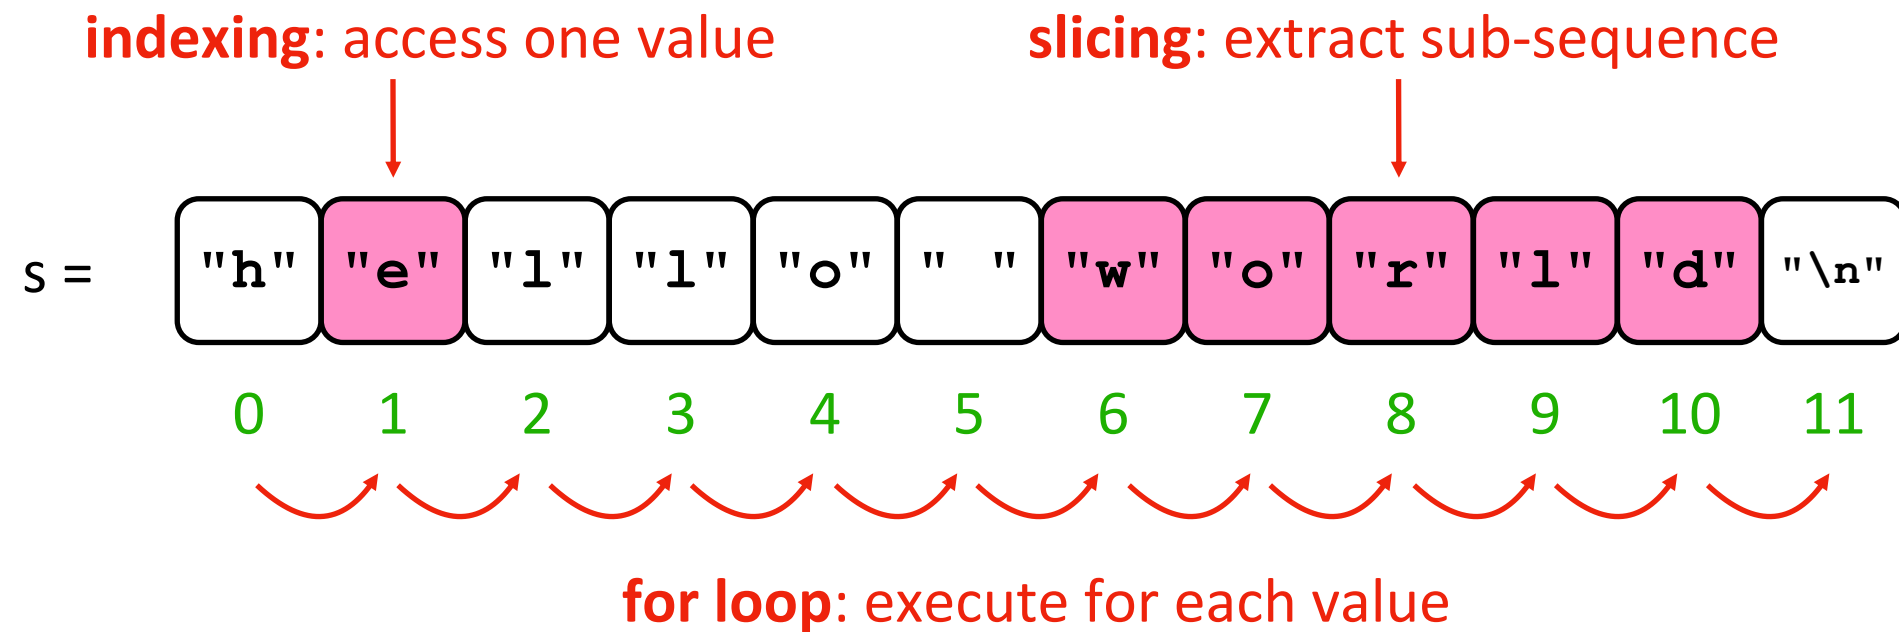 indexing: access one value slicing: extract sub-sequence
s = "h" "e" "l" "l" "o" " " "w" "o" "r" "l" "d" "\n"
0 1 2 3 4 5 6 7 8 9 10 11
for loop: execute for each value